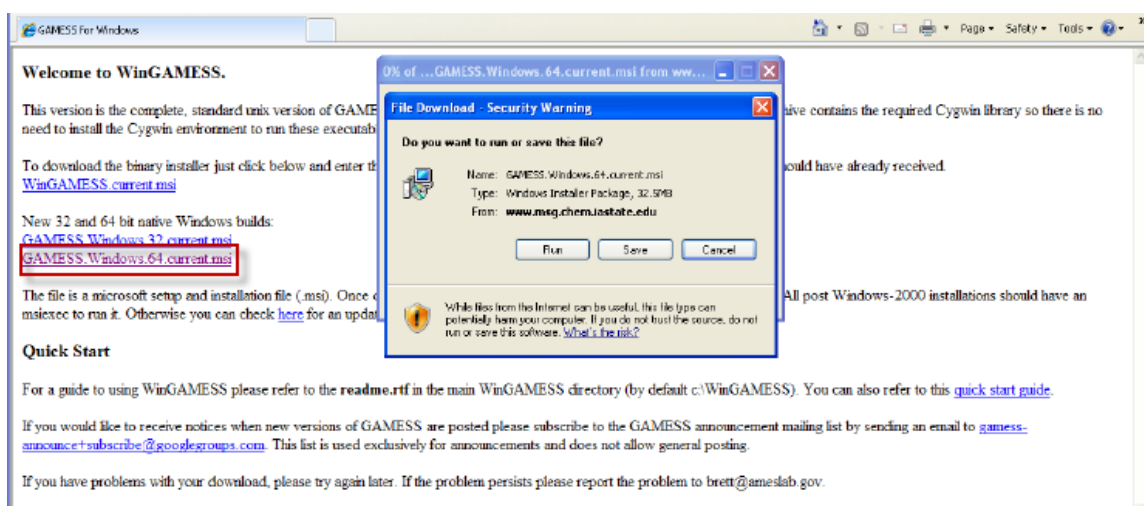 GAMESS For Windows
Page Safety Tools
Welcome to WinGAMESS.
This version is the complete, standard unix version of GAME
hive contains the required Cygwin library so there is no
need to install the Cygwin environment to run these executab
To download the binary installer just click below and enter th
ould have already received.
WinGAMESS.current.msi
New 32 and 64 bit native Windows builds:
GAMESS.Windows.32.current.msi
GAMESS.Windows.64.current.msi
The file is a microsoft setup and installation file (.msi). Once
All post Windows-2000 installations should have an
msiexec to run it. Otherwise you can check here for an updat
0% of ...GAMESS.Windows.64.current.msi from ww...
File Download - Security Warning
Do you want to run or save this file?
Name: GAMESS.Windows.64.current.msi
Type: Windows Installer Package, 32.5MB
From: www.msg.chem.iastate.edu
Run Save Cancel
While files from the Internet can be useful, this file type can
potentially harm your computer. If you do not trust the source, do not
run or save this software. What's the risk?
Quick Start
For a guide to using WinGAMESS please refer to the readme.rtf in the main WinGAMESS directory (by default c:\WinGAMESS). You can also refer to this quick start guide.
If you would like to receive notices when new versions of GAMESS are posted please subscribe to the GAMESS announcement mailing list by sending an email to gamess-
announce+subscribe@googlegroups.com. This list is used exclusively for announcements and does not allow general posting.
If you have problems with your download, please try again later. If the problem persists please report the problem to brett@ameslab.gov.